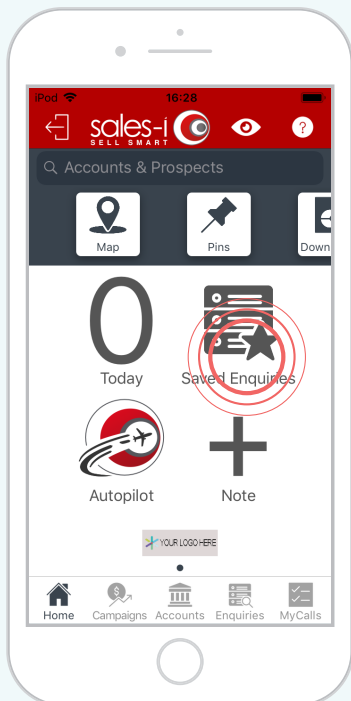 iPod 16:28
sales-i
SELL SMART
?
Accounts & Prospects
Map Pins Down
0
Today Saved Enquiries
Autopilot Note
YOUR LOGO HERE
$
Home Campaigns Accounts Enquiries MyCalls